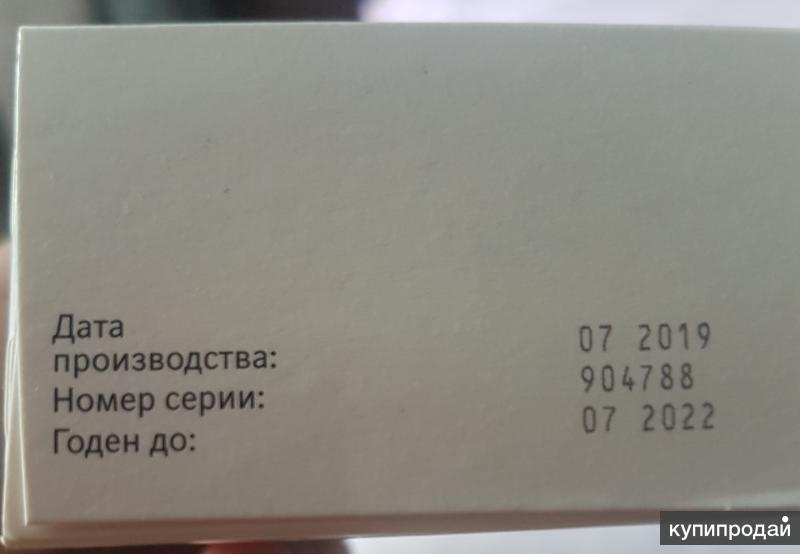 Дата
производства: 07 2019
Номер серии: 904788
Годен до: 07 2022
купипродай